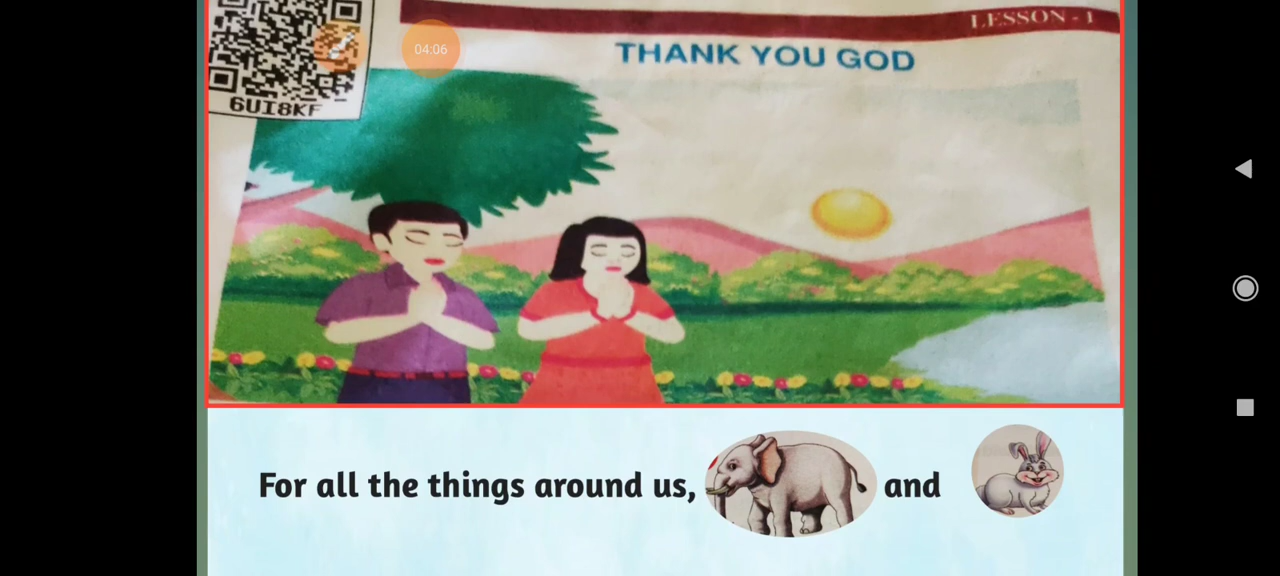 LESSON - 1
04:06
THANK YOU GOD
6UI8KF
For all the things around us, and